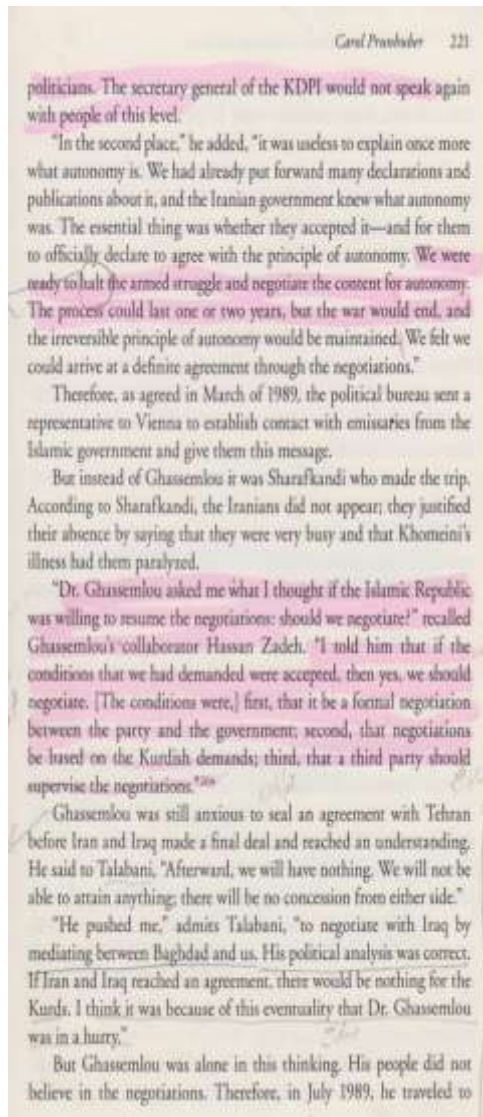 Carol Prunhuber 221
politicians. The secretary general of the KDPI would not speak again
with people of this level.
"In the second place," he added, "it was useless to explain once more
what autonomy is. We had already put forward many declarations and
publications about it, and the Iranian government knew what autonomy
was. The essential thing was whether they accepted it—and for them
to officially declare to agree with the principle of autonomy. We were
ready to halt the armed struggle and negotiate the content for autonomy.
The process could last one or two years, but the war would end, and
the irreversible principle of autonomy would be maintained. We felt we
could arrive at a definite agreement through the negotiations."
Therefore, as agreed in March of 1989, the political bureau sent a
representative to Vienna to establish contact with emissaries from the
Islamic government and give them this message.
But instead of Ghassemlou it was Sharafkandi who made the trip.
According to Sharafkandi, the Iranians did not appear; they justified
their absence by saying that they were very busy and that Khomeini's
illness had them paralyzed.
"Dr. Ghassemlou asked me what I thought if the Islamic Republic
was willing to resume the negotiations: should we negotiate?" recalled
Ghassemlou's collaborator Hassan Zadeh. "I told him that if the
conditions that we had demanded were accepted, then yes, we should
negotiate. [The conditions were,] first, that it be a formal negotiation
between the party and the government; second, that negotiations
be based on the Kurdish demands; third, that a third party should
supervise the negotiations."
Ghassemlou was still anxious to seal an agreement with Tehran
before Iran and Iraq made a final deal and reached an understanding.
He said to Talabani, "Afterward, we will have nothing. We will not be
able to attain anything; there will be no concession from either side."
"He pushed me," admits Talabani, "to negotiate with Iraq by
mediating between Baghdad and us. His political analysis was correct.
If Iran and Iraq reached an agreement, there would be nothing for the
Kurds. I think it was because of this eventuality that Dr. Ghassemlou
was in a hurry."
But Ghassemlou was alone in this thinking. His people did not
believe in the negotiations. Therefore, in July 1989, he traveled to